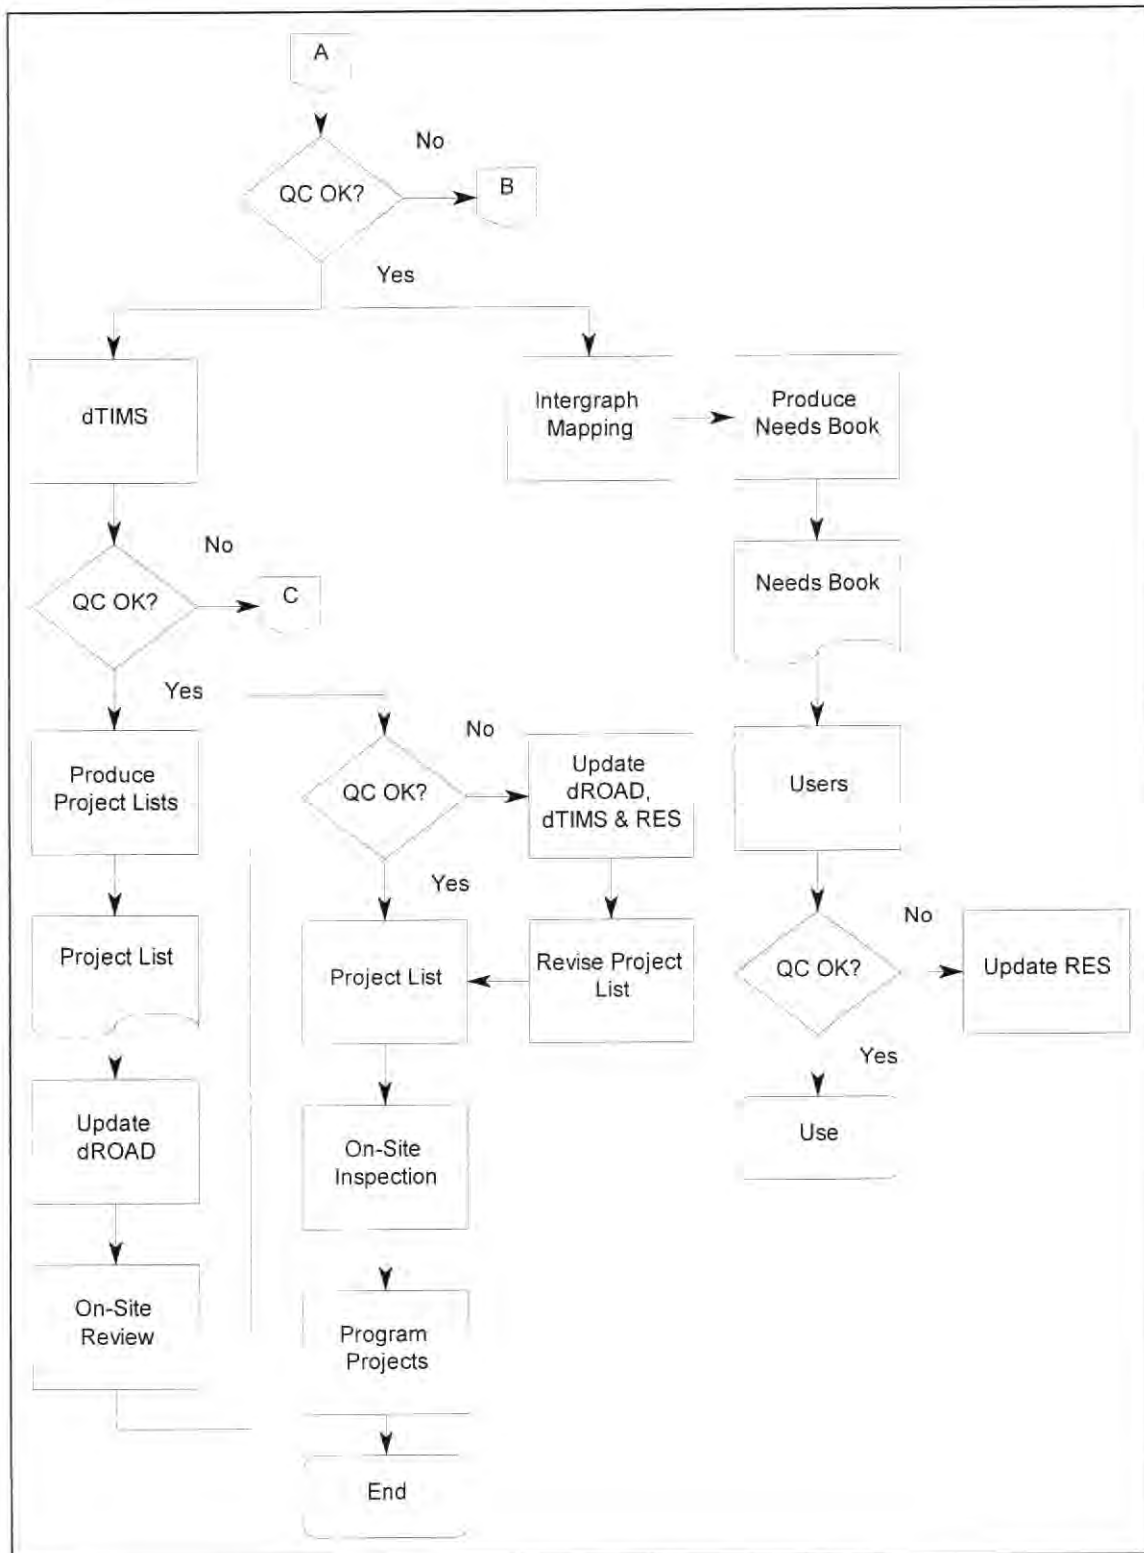 A
No
QC OK?
B
Yes
dTIMS
Intergraph
Mapping
Produce
Needs Book
No
QC OK?
C
Needs Book
Yes
Produce
Project Lists
QC OK?
No
Update
dROAD,
dTIMS & RES
Users
Yes
Project List
Project List
Revise Project
List
No
QC OK?
Update RES
Yes
Update
dROAD
On-Site
Inspection
Use
On-Site
Review
Program
Projects
End